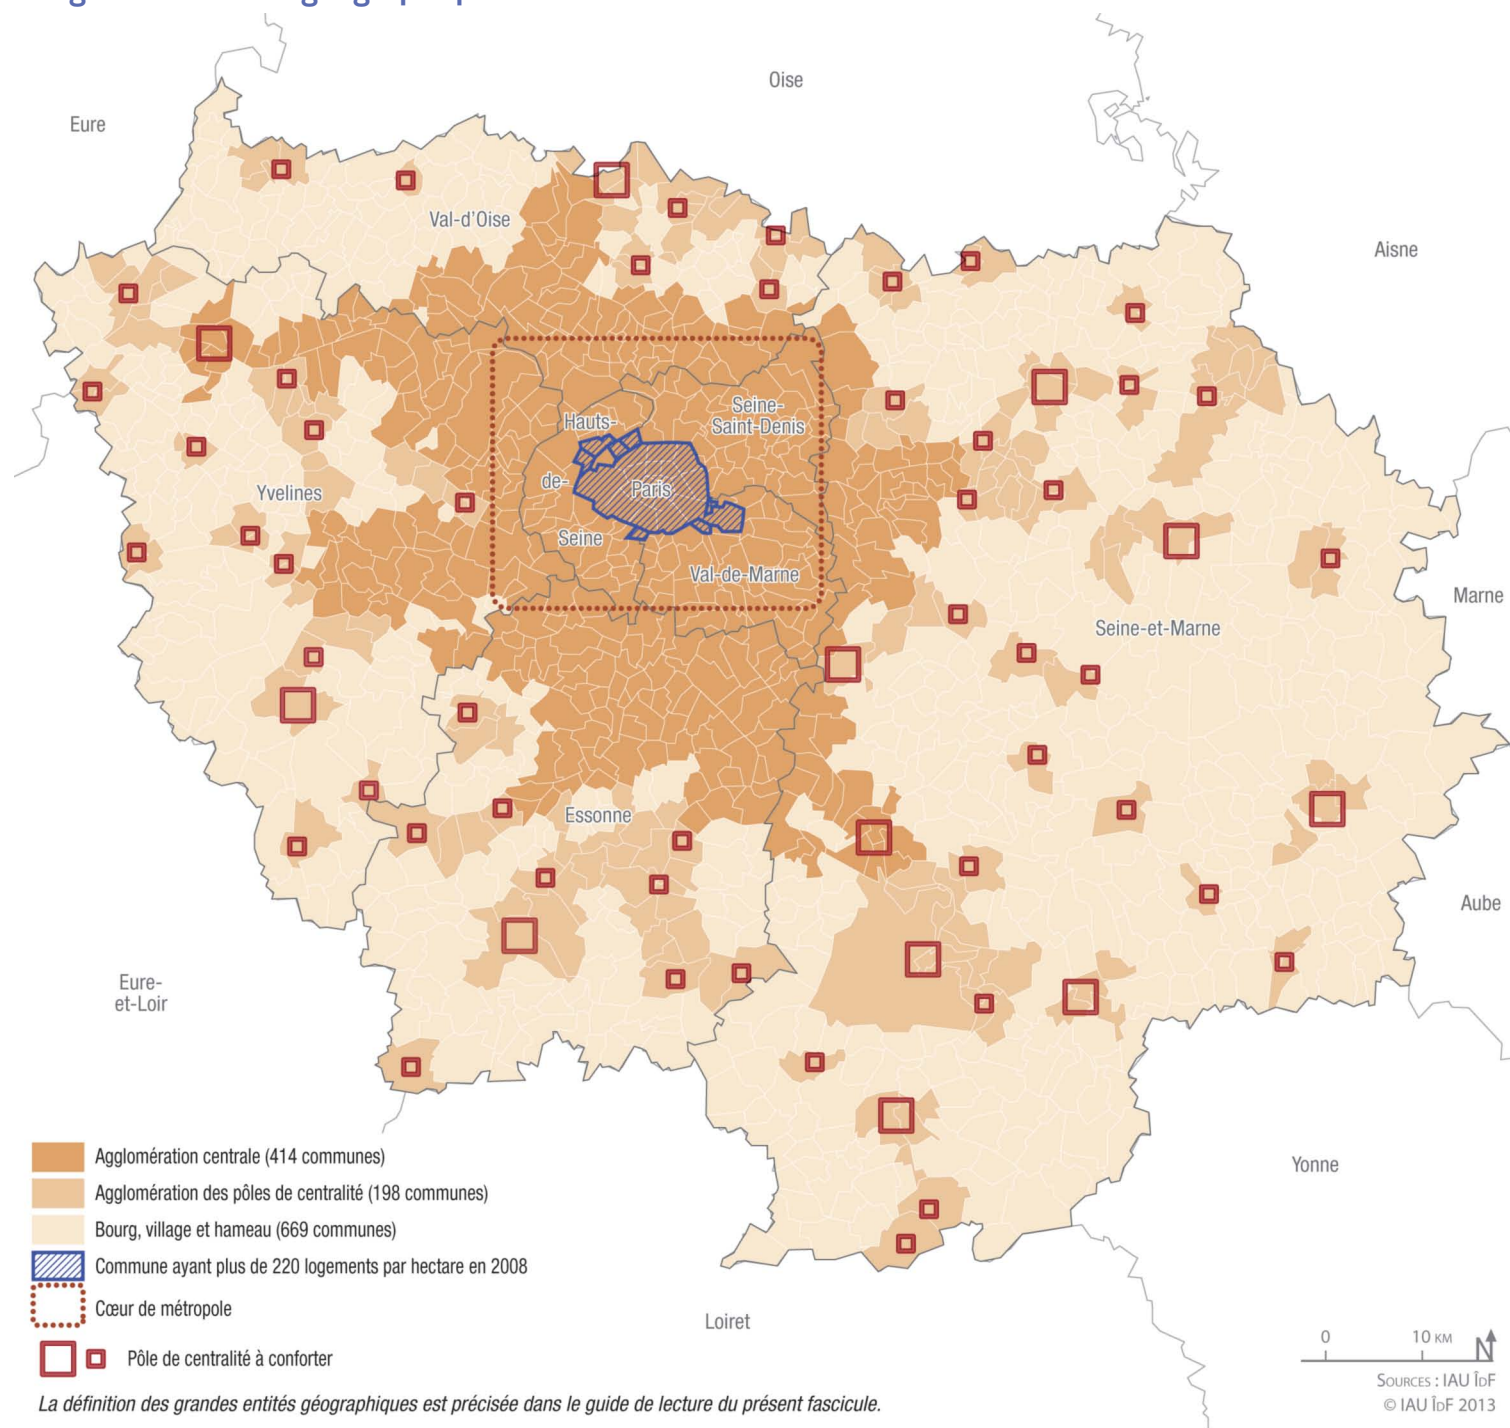 Oise
Eure
Val-d'Oise
Aisne
Hauts-
Seine-
Saint-Denis
de-
Paris
Yvelines
Seine
Val-de-Marne
Marne
Seine-et-Marne
Essonne
Aube
Eure-
et-Loir
Yonne
Loiret
Agglomération centrale (414 communes)
Agglomération des pôles de centralité (198 communes)
Bourg, village et hameau (669 communes)
Commune ayant plus de 220 logements par hectare en 2008
Cœur de métropole
Pôle de centralité à conforter
La définition des grandes entités géographiques est précisée dans le guide de lecture du présent fascicule.
0 10 KM N
SOURCES : IAU ÎDF
© IAU ÎDF 2013